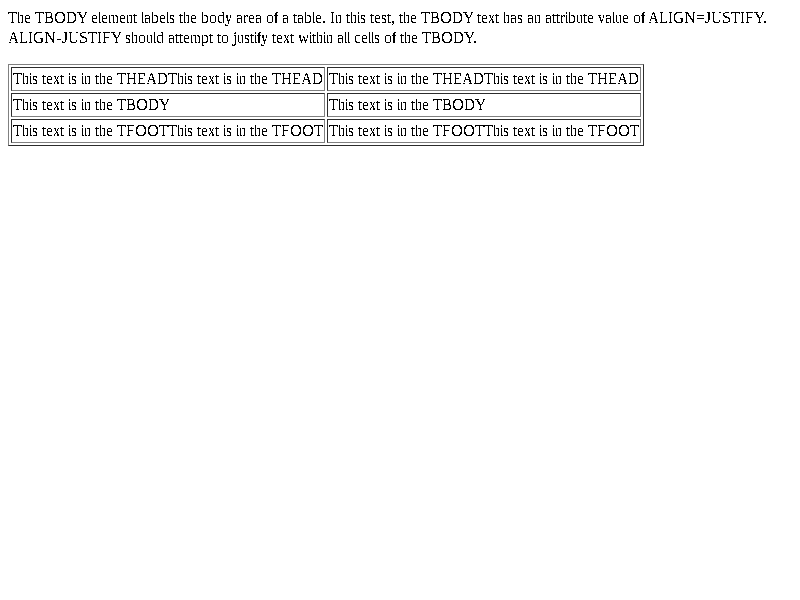 The TBODY element labels the body area of a table. In this test, the TBODY text has an attribute value of ALIGN=JUSTIFY.
ALIGN-JUSTIFY should attempt to justify text within all cells of the TBODY.
This text is in the THEADThis text is in the THEAD This text is in the THEADThis text is in the THEAD
This text is in the TBODY This text is in the TBODY
This text is in the TFOOTThis text is in the TFOOT This text is in the TFOOTThis text is in the TFOOT